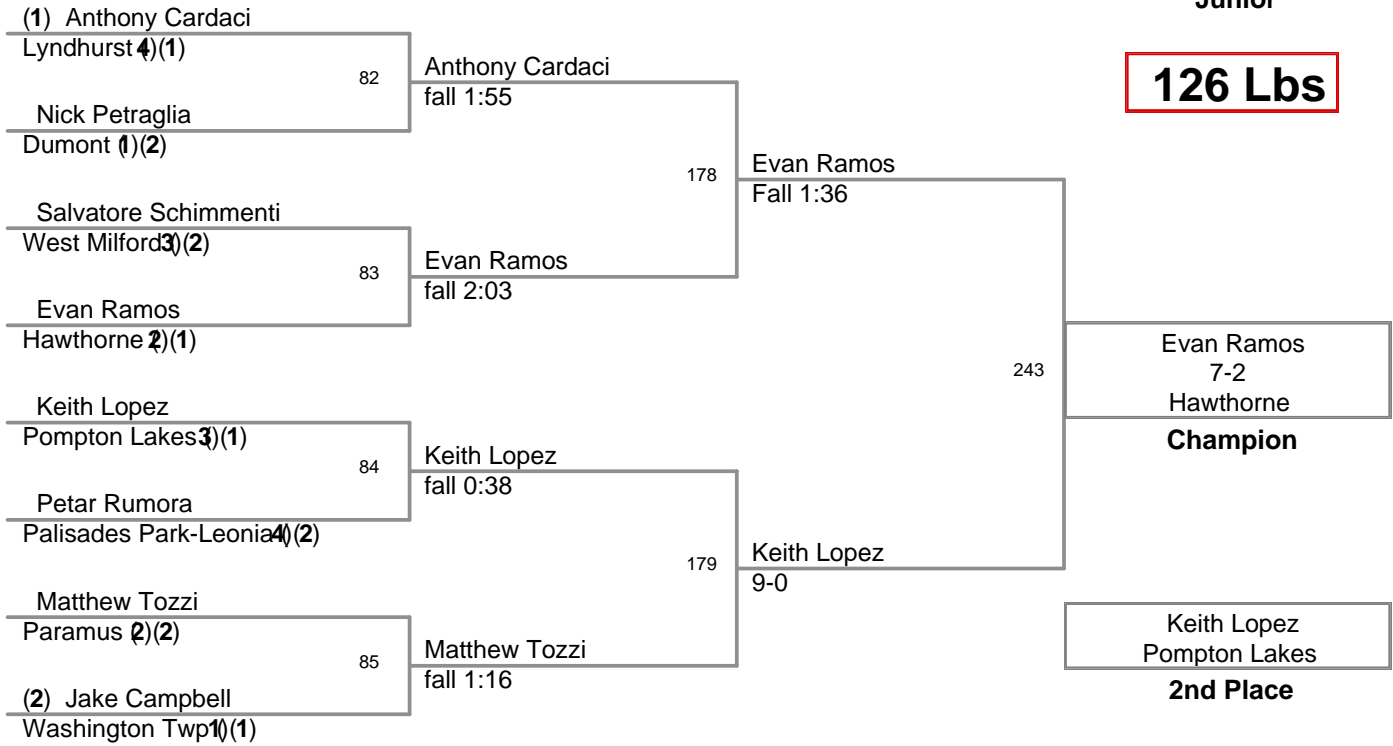 Junior
126 Lbs
(1) Anthony Cardaci
Lyndhurst (4)(1)
82
Nick Petraglia
Dumont (1)(2)
Anthony Cardaci
fall 1:55
Salvatore Schimmenti
West Milford (3)(2)
83
Evan Ramos
Hawthorne (2)(1)
Evan Ramos
fall 2:03
178
Evan Ramos
Fall 1:36
Keith Lopez
Pompton Lakes (3)(1)
84
Petar Rumora
Palisades Park-Leonia (4)(2)
Keith Lopez
fall 0:38
Matthew Tozzi
Paramus (2)(2)
85
(2) Jake Campbell
Washington Twp (1)(1)
Matthew Tozzi
fall 1:16
179
Keith Lopez
9-0
243
Evan Ramos
7-2
Hawthorne
Champion
Keith Lopez
Pompton Lakes
2nd Place